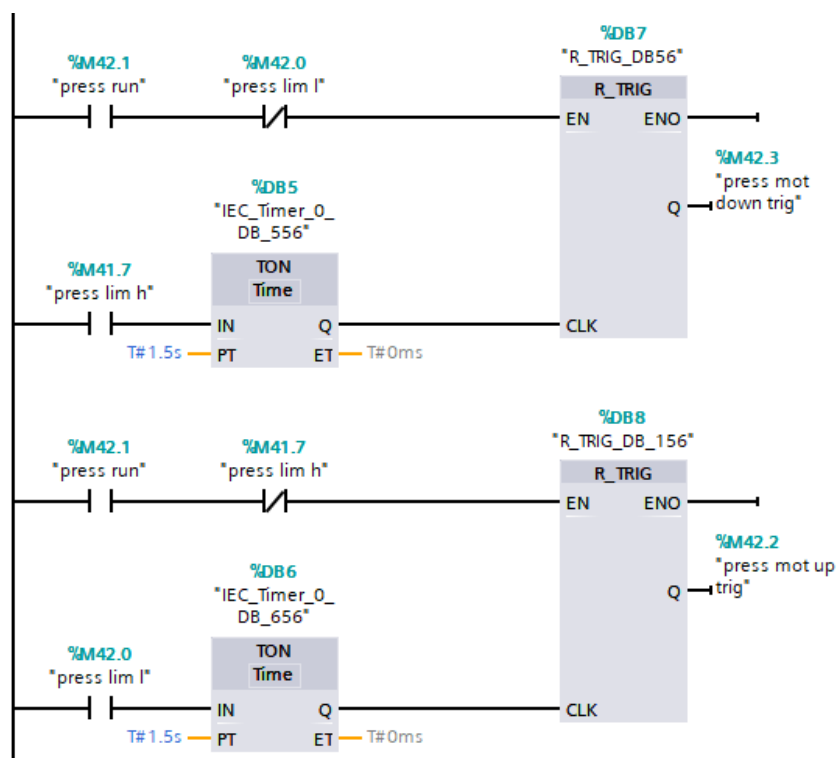 %DB7
"R_TRIG_DB56"
%M42.1
"press run"
%M42.0
"press lim l"
R_TRIG
EN ENO
%M42.3
"press mot
down trig"
Q
%DB5
"IEC_Timer_0_
DB_556"
TON
Time
%M41.7
"press lim h"
IN Q
CLK
T#1.5s PT ET T#0ms
%DB8
"R_TRIG_DB_156"
%M42.1
"press run"
%M41.7
"press lim h"
R_TRIG
EN ENO
%M42.2
"press mot up
trig"
Q
%DB6
"IEC_Timer_0_
DB_656"
TON
Time
%M42.0
"press lim l"
IN Q
CLK
T#1.5s PT ET T#0ms